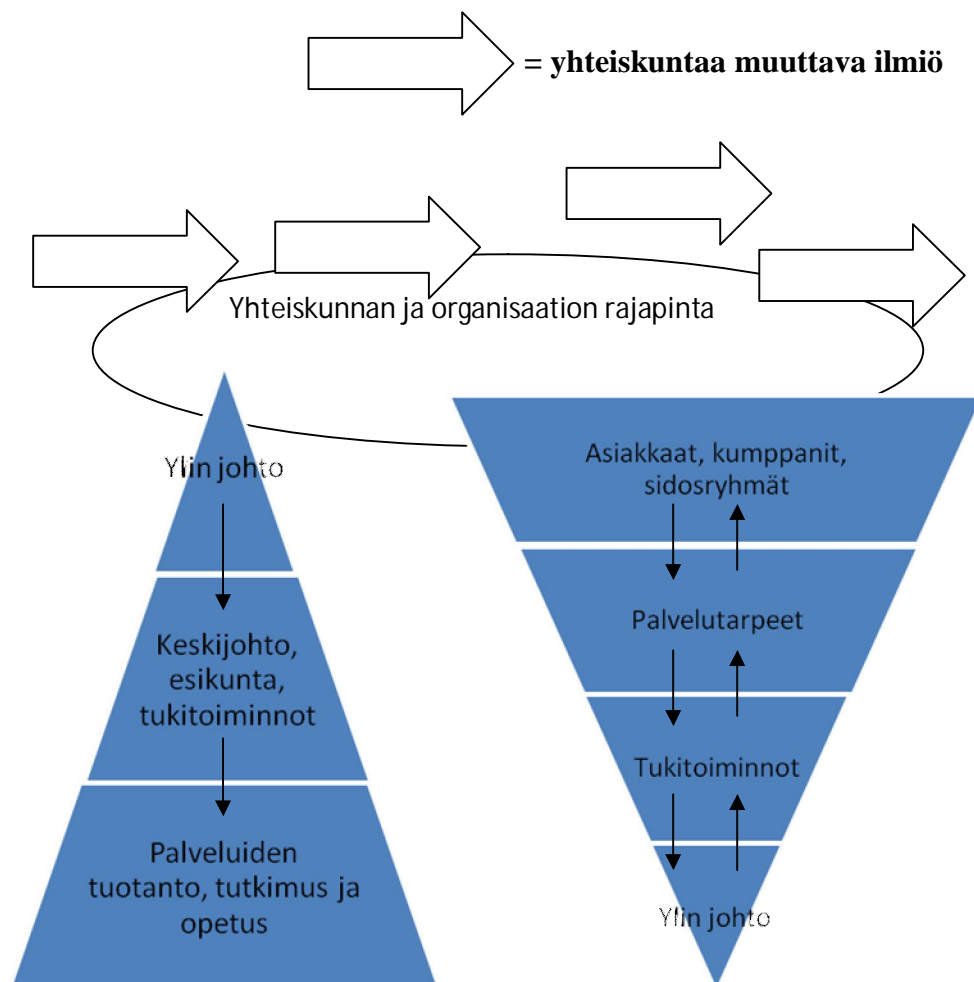 = yhteiskuntaa muuttava ilmiö
Yhteiskunnan ja organisaation rajapinta
Ylin johto
Keskijohto,
esikunta,
tukitoiminnot
Palveluiden
tuotanto, tutkimus ja
opetus
Asiakkaat, kumppanit,
sidosryhmät
Palvelutarpeet
Tukitoiminnot
Ylin johto